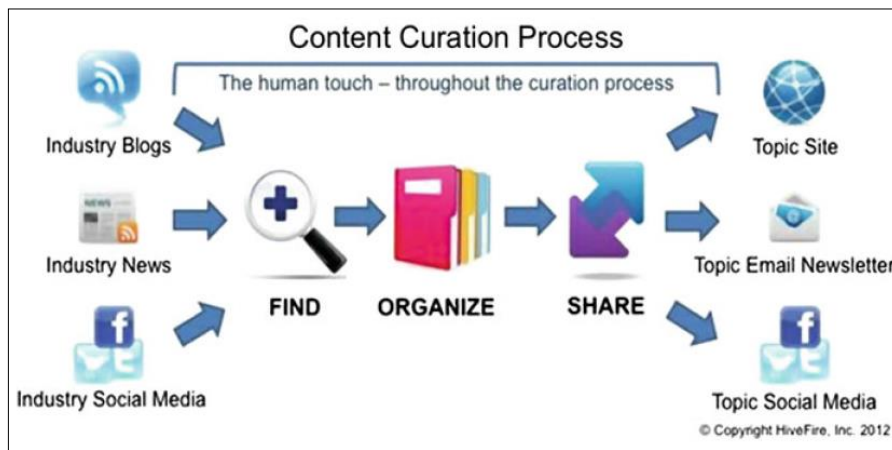 Content Curation Process
The human touch – throughout the curation process
Industry Blogs
Topic Site
NEWS
Industry News
Topic Email Newsletter
FIND
ORGANIZE
SHARE
Industry Social Media
Topic Social Media
© Copyright HiveFire, Inc. 2012